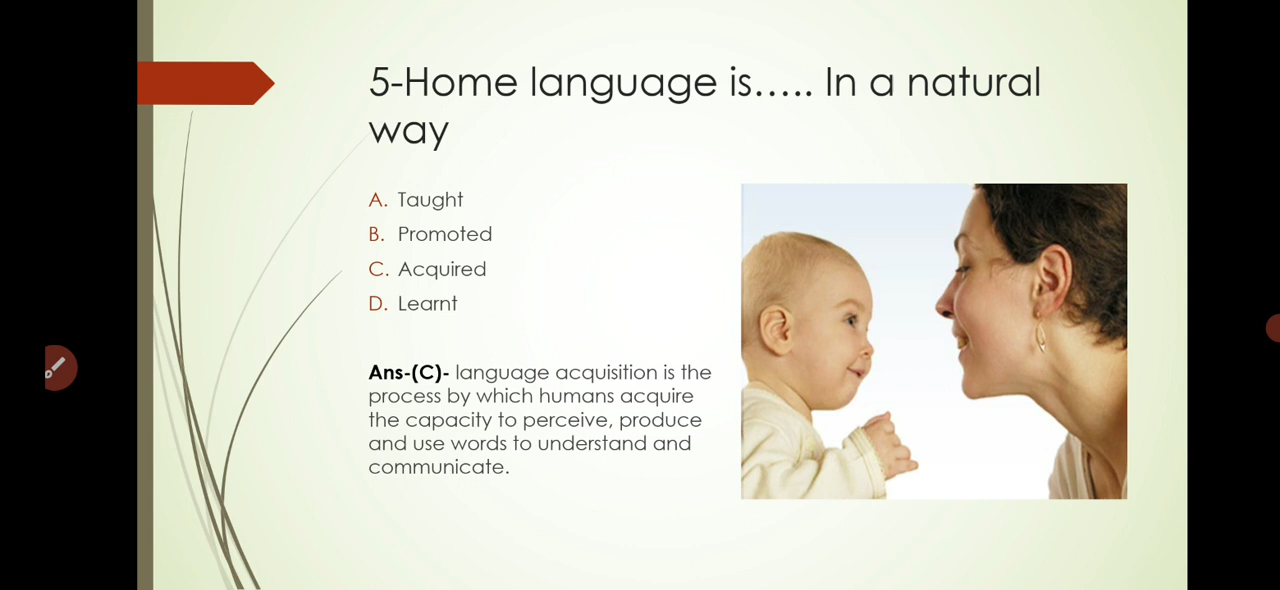 5-Home language is..... In a natural
way
A. Taught
B. Promoted
C. Acquired
D. Learnt
Ans-(C)- language acquisition is the
process by which humans acquire
the capacity to perceive, produce
and use words to understand and
communicate.